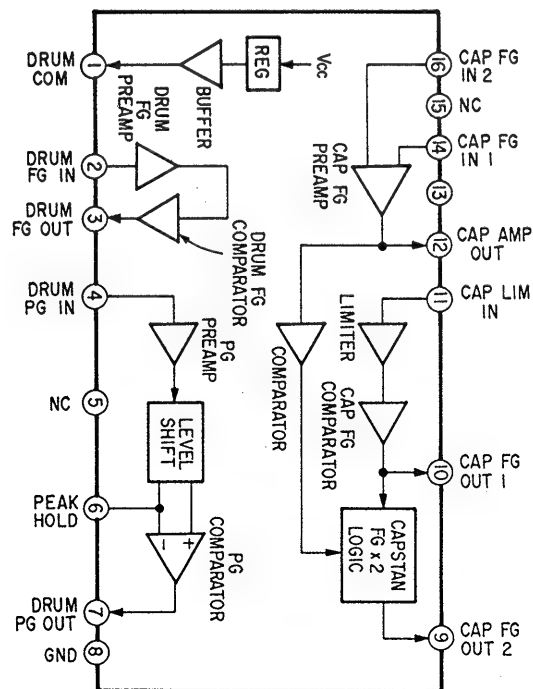 DRUM
COM
1
BUFFER
REG
Vcc
DRUM
FG
PREAMP
DRUM
FG IN
2
DRUM
FG OUT
3
DRUM FG
COMPARATOR
DRUM
PG IN
4
PG
PREAMP
NC
5
LEVEL
SHIFT
PEAK
HOLD
6
− +
PG
COMPARATOR
DRUM
PG OUT
7
GND
8
16
CAP FG
IN 2
15
NC
14
CAP FG
IN 1
CAP FG
PREAMP
13
12
CAP AMP
OUT
11
CAP LIM
IN
LIMITER
COMPARATOR
CAP FG
COMPARATOR
10
CAP FG
OUT 1
CAPSTAN
FG x 2
LOGIC
9
CAP FG
OUT 2